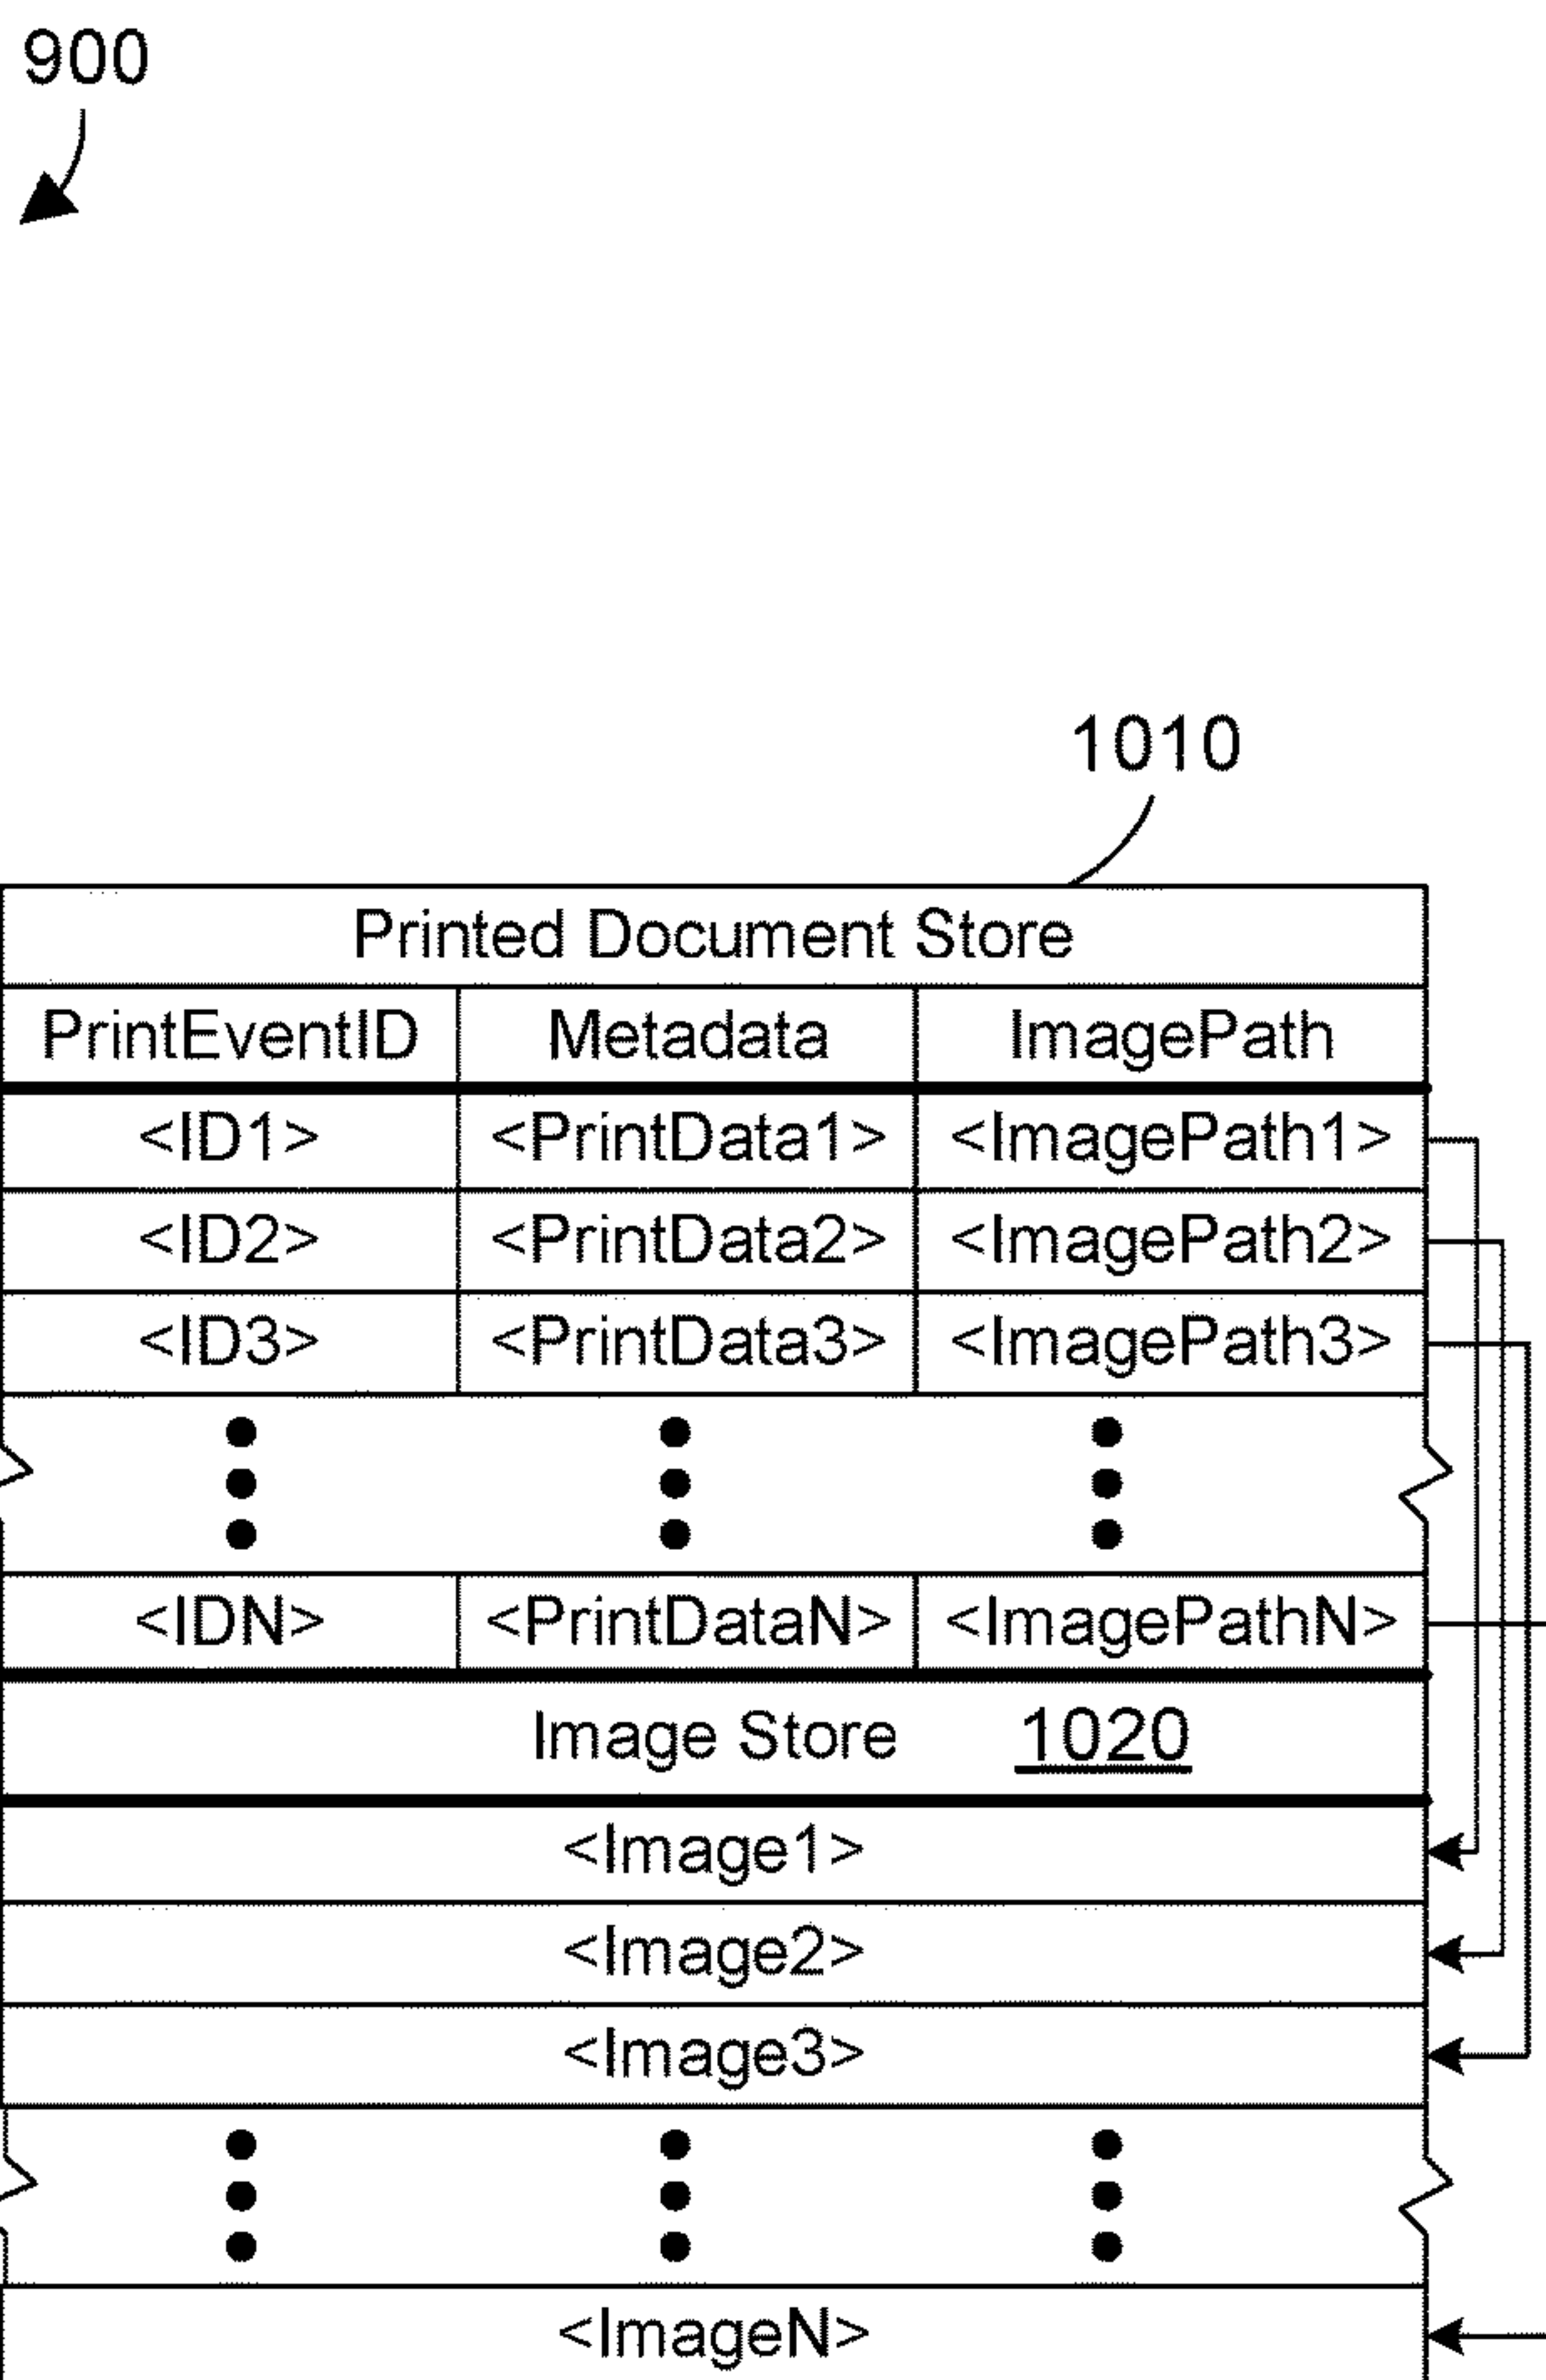 900
1010
Printed Document Store
PrintEventID Metadata ImagePath
<ID1> <PrintData1> <ImagePath1>
<ID2> <PrintData2> <ImagePath2>
<ID3> <PrintData3> <ImagePath3>
<IDN> <PrintDataN> <ImagePathN>
Image Store 1020
<Image1>
<Image2>
<Image3>
<ImageN>